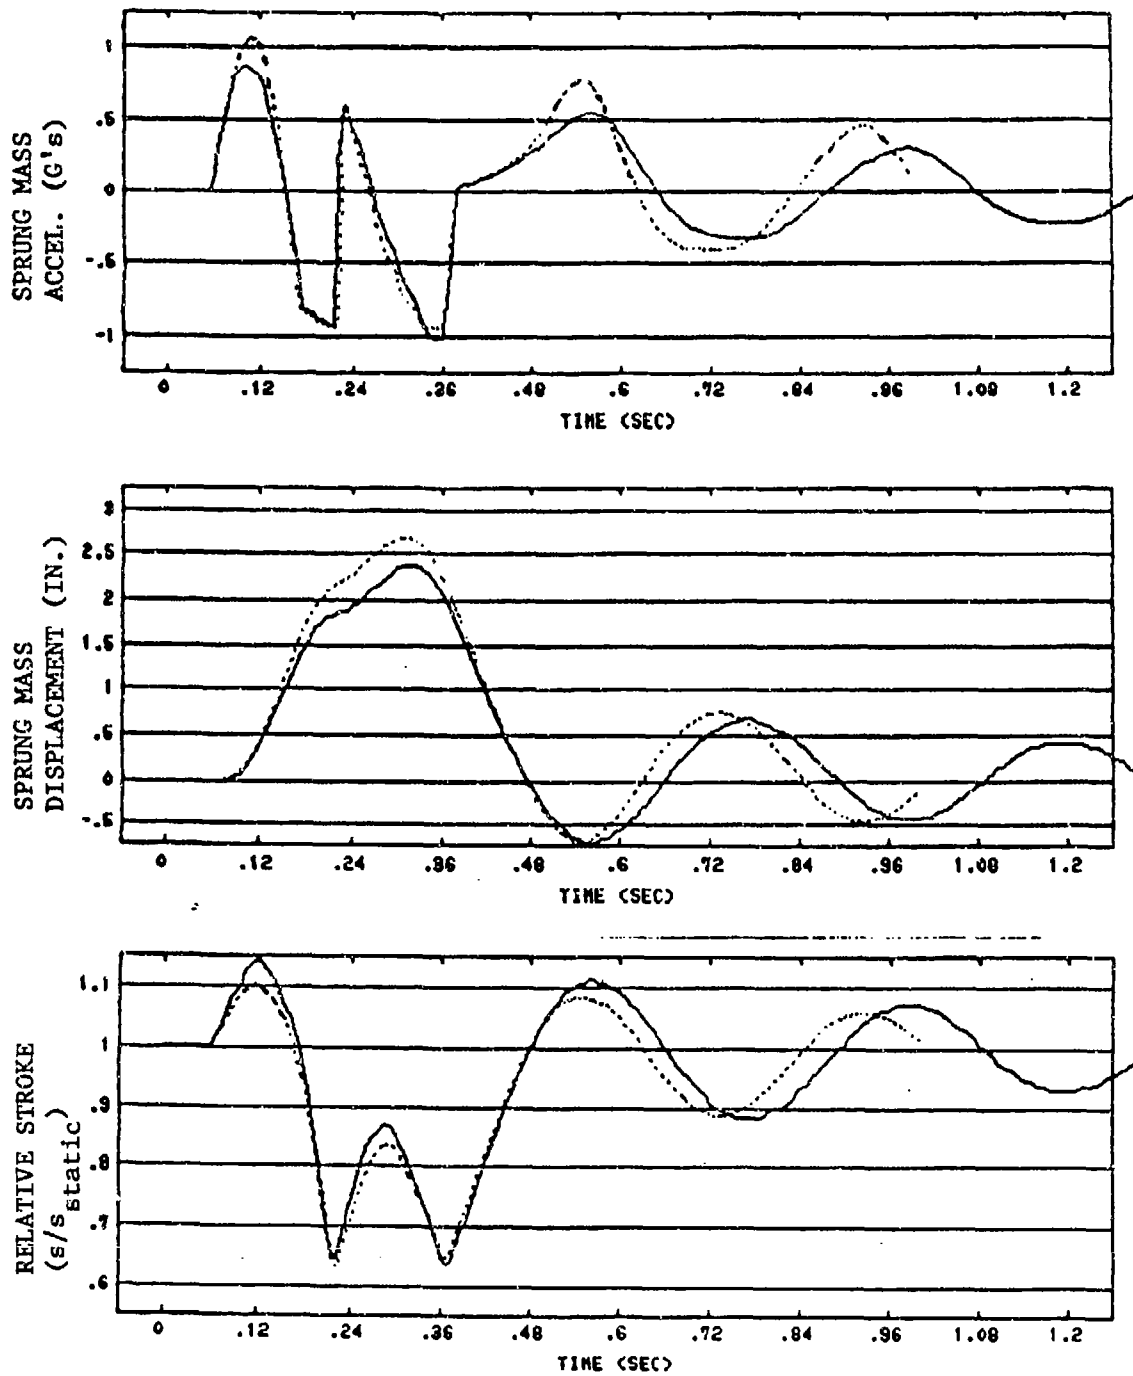 SPRUNG MASS
ACCEL. (G's)
1
.5
0
-.5
-1
0 .12 .24 .36 .48 .6 .72 .84 .96 1.08 1.2
TIME (SEC)
SPRUNG MASS
DISPLACEMENT (IN.)
3
2.5
2
1.5
1
.5
0
-.5
0 .12 .24 .36 .48 .6 .72 .84 .96 1.08 1.2
TIME (SEC)
RELATIVE STROKE
(s/s static)
1.1
1
.9
.8
.7
.6
0 .12 .24 .36 .48 .6 .72 .84 .96 1.08 1.2
TIME (SEC)